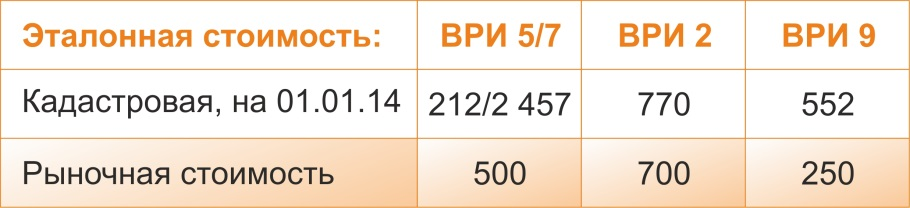 Эталонная стоимость: ВРИ 5/7 ВРИ 2 ВРИ 9
Кадастровая, на 01.01.14 212/2 457 770 552
Рыночная стоимость 500 700 250